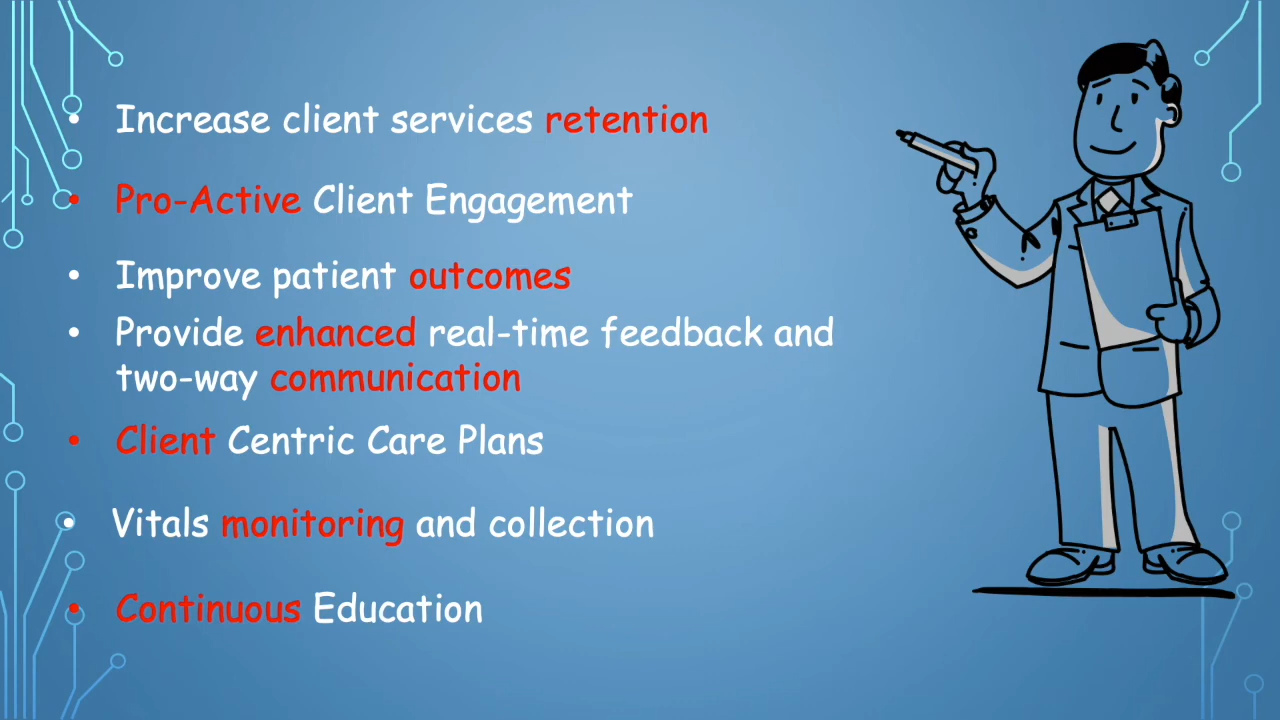 • Increase client services retention
• Pro-Active Client Engagement
• Improve patient outcomes
• Provide enhanced real-time feedback and
two-way communication
• Client Centric Care Plans
• Vitals monitoring and collection
• Continuous Education